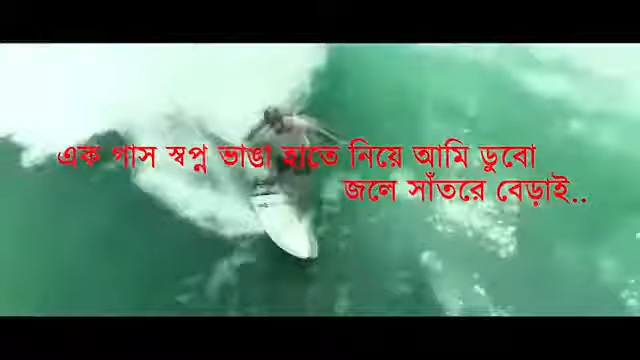 এক গাস স্বপ্ন ভাঙা হাতে নিয়ে আমি ডুবো
জলে সাঁতরে বেড়াই..